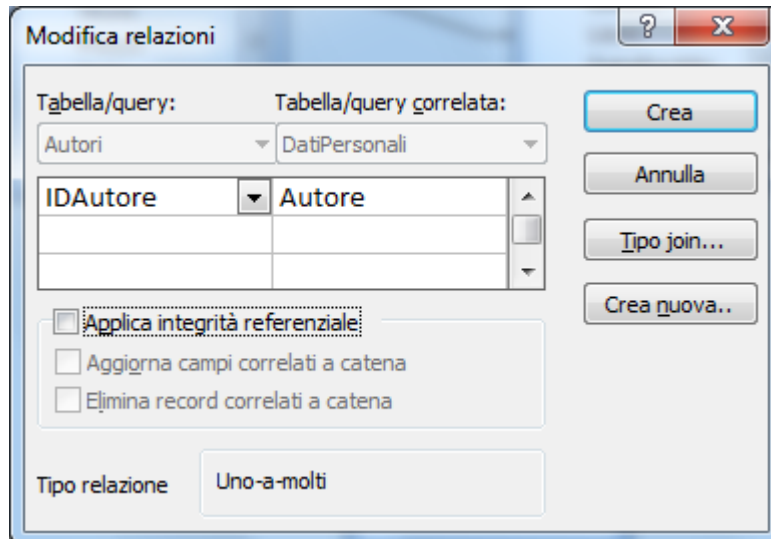 Modifica relazioni
Tabella/query: Tabella/query correlata:
Autori DatiPersonali
IDAutore Autore
Crea
Annulla
Tipo join...
Crea nuova..
Applica integrità referenziale
Aggiorna campi correlati a catena
Elimina record correlati a catena
Tipo relazione Uno-a-molti